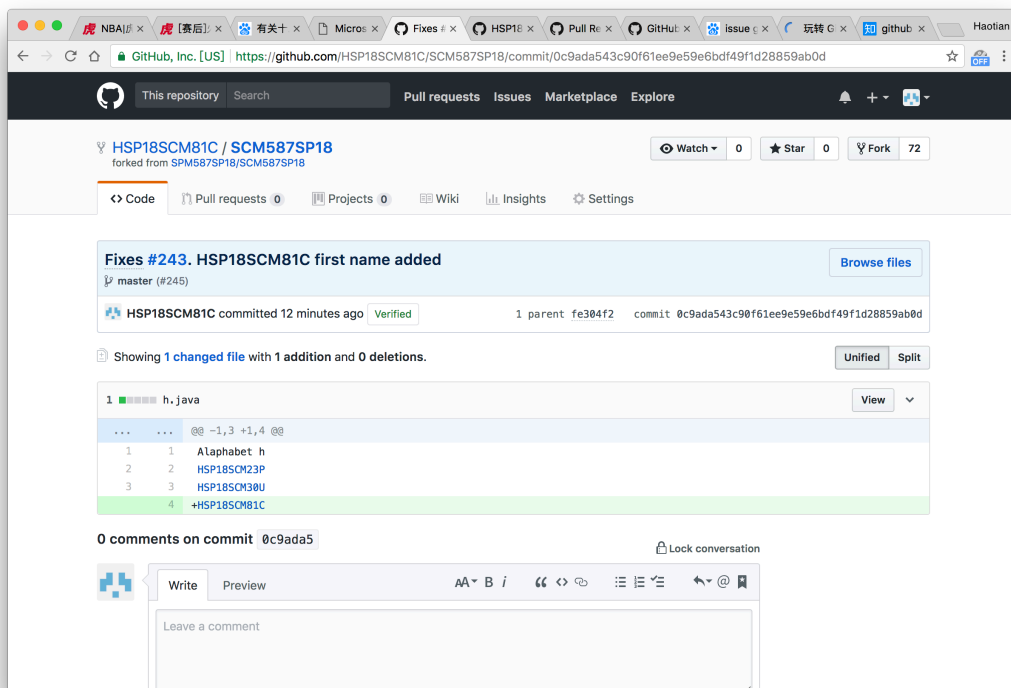 NBA|虎
[赛后]
有关十
Micros
Fixes #
HSP18
Pull Re
GitHub
issue g
玩转 Gi
github
Haotian
GitHub, Inc. [US] https://github.com/HSP18SCM81C/SCM587SP18/commit/0c9ada543c90f61ee9e59e6bdf49f1d28859ab0d
OFF
This repository Search Pull requests Issues Marketplace Explore
HSP18SCM81C / SCM587SP18 Watch 0 Star 0 Fork 72
forked from SPM587SP18/SCM587SP18
Code Pull requests 0 Projects 0 Wiki Insights Settings
Fixes #243. HSP18SCM81C first name added Browse files
master (#245)
HSP18SCM81C committed 12 minutes ago Verified 1 parent fe304f2 commit 0c9ada543c90f61ee9e59e6bdf49f1d28859ab0d
Showing 1 changed file with 1 addition and 0 deletions. Unified Split
1 h.java View
... ... @@ -1,3 +1,4 @@
1 1 Alaphabet h
2 2 HSP18SCM23P
3 3 HSP18SCM30U
4 +HSP18SCM81C
0 comments on commit 0c9ada5
Lock conversation
Write Preview AA B i “ <> @
Leave a comment